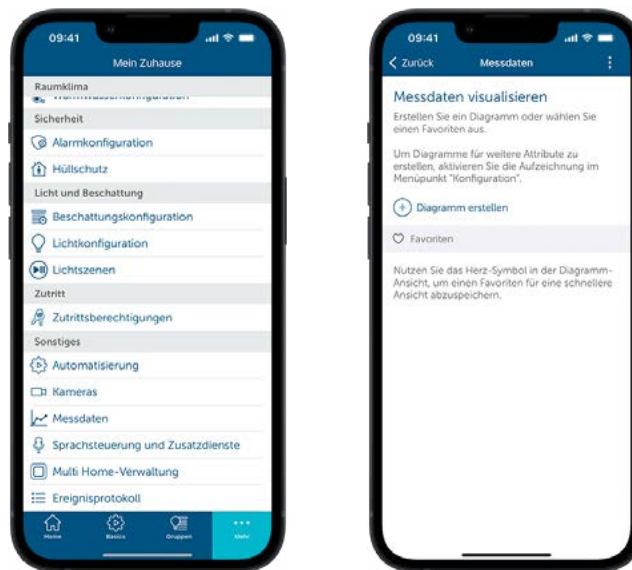 09:41
Mein Zuhause
Raumklima
Warmwasserkonfiguration
Sicherheit
Alarmkonfiguration
Hüllschutz
Licht und Beschattung
Beschattungskonfiguration
Lichtkonfiguration
Lichtszenen
Zutritt
Zutrittsberechtigungen
Sonstiges
Automatisierung
Kameras
Messdaten
Sprachsteuerung und Zusatzdienste
Multi Home-Verwaltung
Ereignisprotokoll
Home Basics Gruppen Mehr
09:41
Zurück Messdaten
Messdaten visualisieren
Erstellen Sie ein Diagramm oder wählen Sie
einen Favoriten aus.
Um Diagramme für weitere Attribute zu
erstellen, aktivieren Sie die Aufzeichnung im
Menüpunkt "Konfiguration".
Diagramm erstellen
Favoriten
Nutzen Sie das Herz-Symbol in der Diagramm-
Ansicht, um einen Favoriten für eine schnellere
Ansicht abzuspeichern.